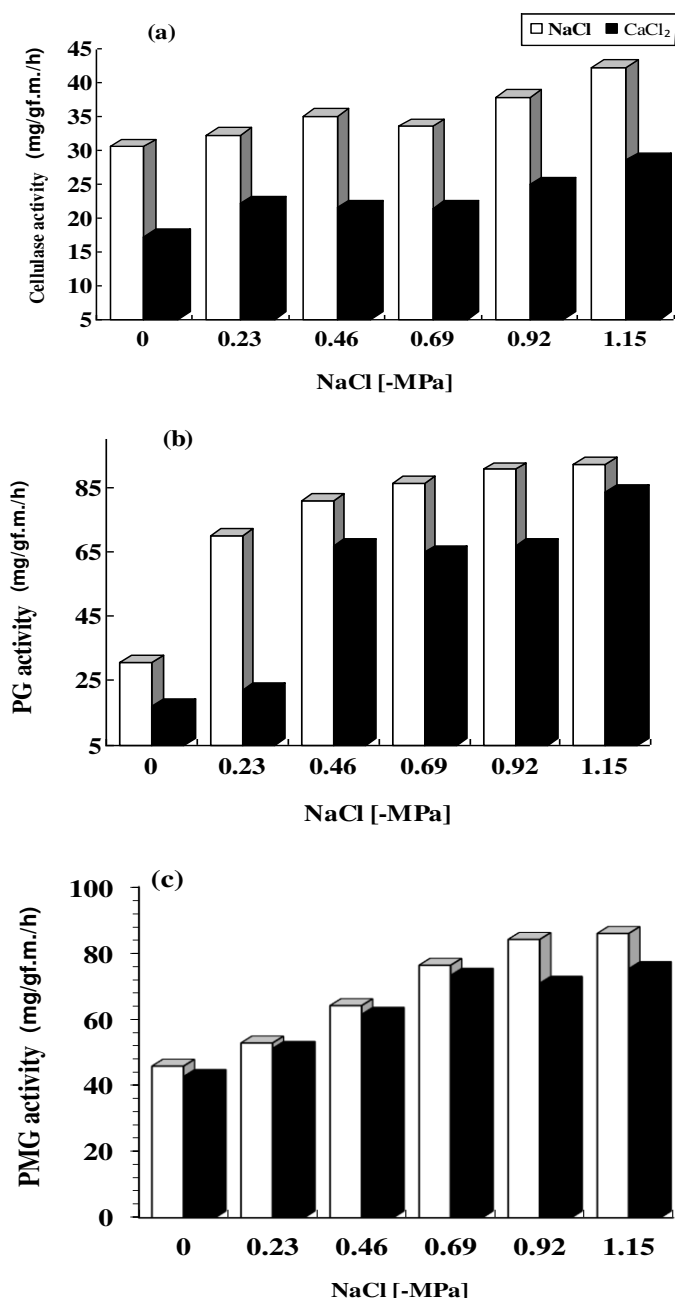 (a)
NaCl CaCl₂
45
40
35
30
25
20
15
10
5
Cellulase activity (mg/gf.m./h)
0 0.23 0.46 0.69 0.92 1.15
NaCl [-MPa]
(b)
85
65
45
25
5
PG activity (mg/gf.m./h)
0 0.23 0.46 0.69 0.92 1.15
NaCl [-MPa]
(c)
100
80
60
40
20
0
PMG activity (mg/gf.m./h)
0 0.23 0.46 0.69 0.92 1.15
NaCl [-MPa]